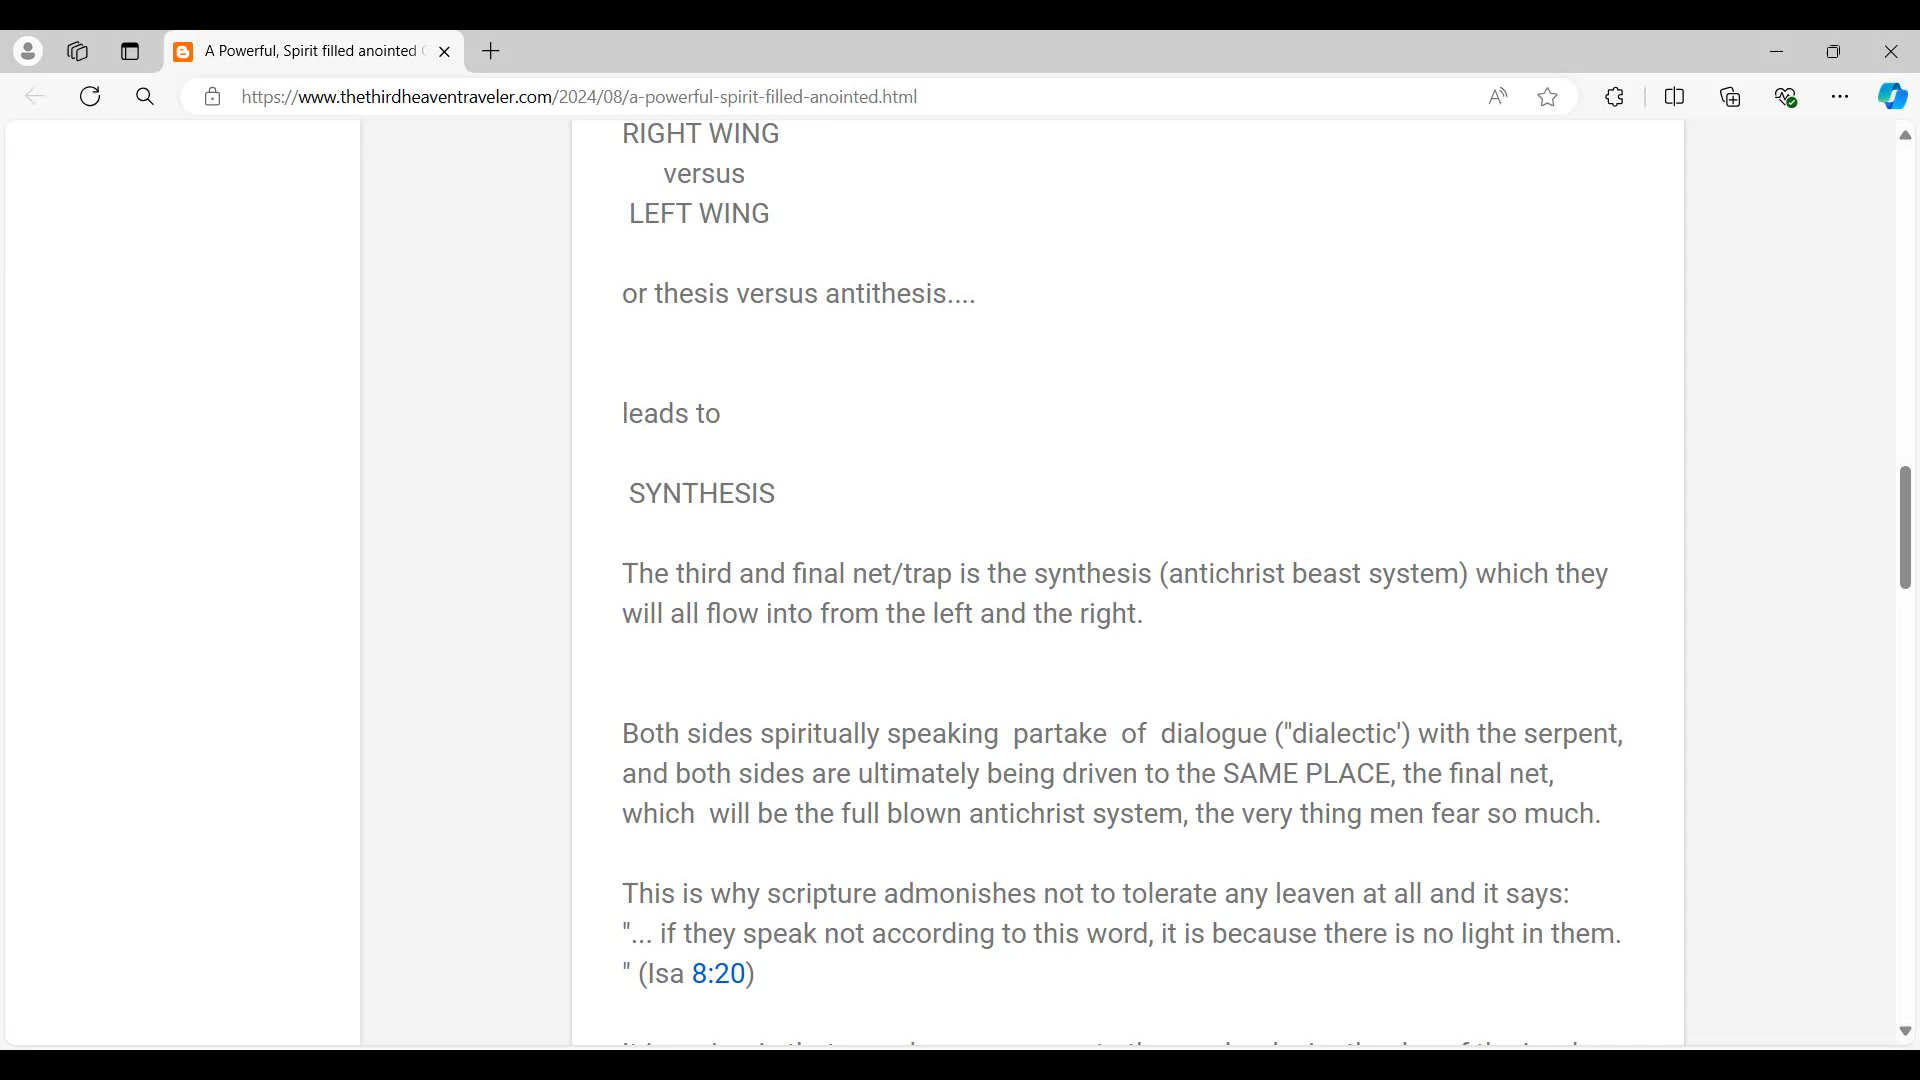 A Powerful, Spirit filled anointed
https://www.thethirdheaventraveler.com/2024/08/a-powerful-spirit-filled-anointed.html
RIGHT WING
versus
LEFT WING
or thesis versus antithesis....
leads to
SYNTHESIS
The third and final net/trap is the synthesis (antichrist beast system) which they
will all flow into from the left and the right.
Both sides spiritually speaking  partake  of  dialogue ("dialectic') with the serpent,
and both sides are ultimately being driven to the SAME PLACE, the final net,
which  will be the full blown antichrist system, the very thing men fear so much.
This is why scripture admonishes not to tolerate any leaven at all and it says:
"... if they speak not according to this word, it is because there is no light in them.
" (Isa 8:20)